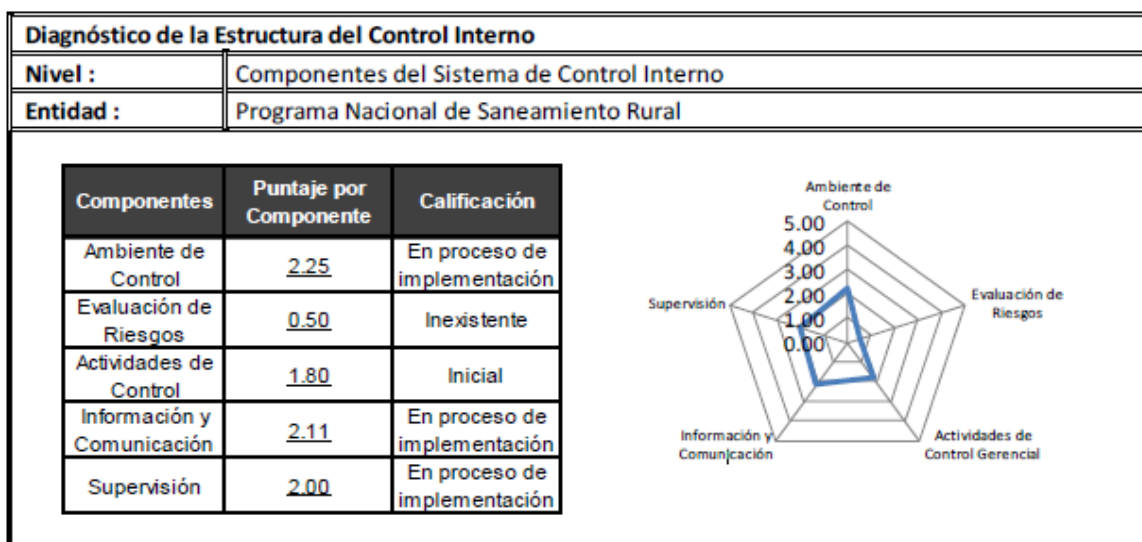 Diagnóstico de la Estructura del Control Interno
Nivel : Componentes del Sistema de Control Interno
Entidad : Programa Nacional de Saneamiento Rural
Componentes Puntaje por Componente Calificación
Ambiente de Control 2.25 En proceso de implementación
Evaluación de Riesgos 0.50 Inexistente
Actividades de Control 1.80 Inicial
Información y Comunicación 2.11 En proceso de implementación
Supervisión 2.00 En proceso de implementación
Ambiente de
Control
5.00
4.00
3.00
2.00
1.00
0.00
Evaluación de
Riesgos
Actividades de
Control Gerencial
Información y
Comunicación
Supervisión